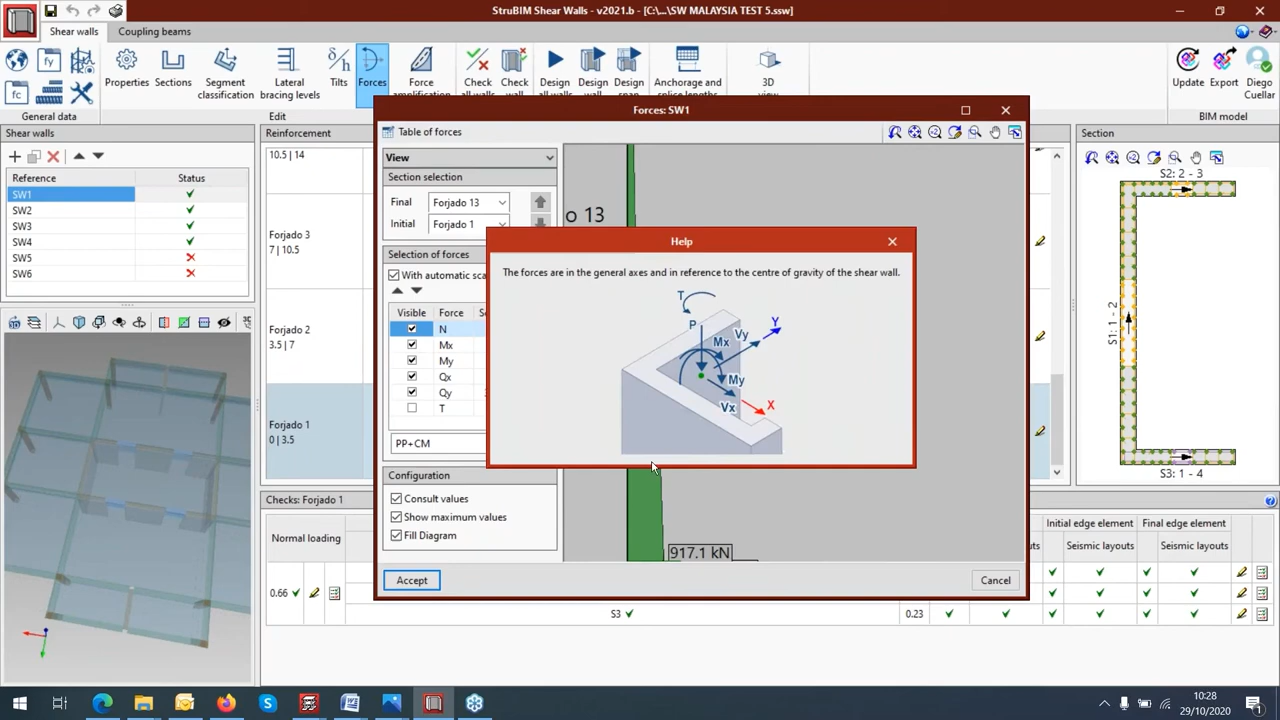 StruBIM Shear Walls - v2021.b - [C:\...\SW MALAYSIA TEST 5.ssw]
Shear walls
Coupling beams
fy
fc
General data
Properties
Sections
Segment
classification
Lateral
bracing levels
Tilts
Forces
Force
amplification
Check
all walls
Check
wall
Design
all walls
Design
wall
Design
span
Anchorage and
splice lengths
3D
view
Update
Export
Diego
Cuellar
Edit
BIM model
Shear walls
Reference
Status
SW1
SW2
SW3
SW4
SW5
SW6
Reinforcement
10.5 | 14
Forjado 3
7 | 10.5
Forjado 2
3.5 | 7
Forjado 1
0 | 3.5
Forces: SW1
Table of forces
View
Section selection
Final
Forjado 13
Initial
Forjado 1
Selection of forces
With automatic sca
Visible
Force
N
Mx
My
Qx
Qy
T
PP+CM
Configuration
Consult values
Show maximum values
Fill Diagram
o 13
917.1 kN
Accept
Cancel
Help
The forces are in the general axes and in reference to the centre of gravity of the shear wall.
T
P
Y
Vy
Mx
My
X
Vx
Section
S2: 2 - 3
S1: 1 - 2
S3: 1 - 4
Checks: Forjado 1
Normal loading
0.66
S3
0.23
Initial edge element
Final edge element
uts
Seismic layouts
Layouts
Seismic layouts
10:28
29/10/2020